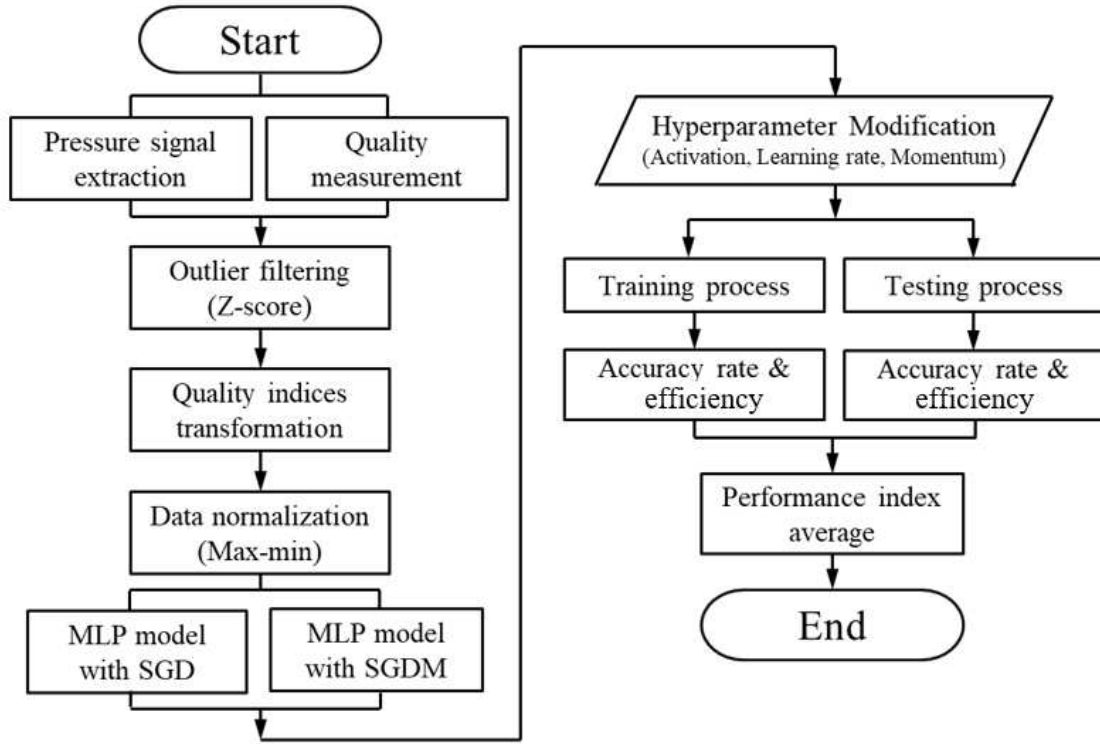 Start
Pressure signal
extraction
Quality
measurement
Outlier filtering
(Z-score)
Quality indices
transformation
Data normalization
(Max-min)
MLP model
with SGD
MLP model
with SGDM
Hyperparameter Modification
(Activation, Learning rate, Momentum)
Training process
Testing process
Accuracy rate &
efficiency
Accuracy rate &
efficiency
Performance index
average
End